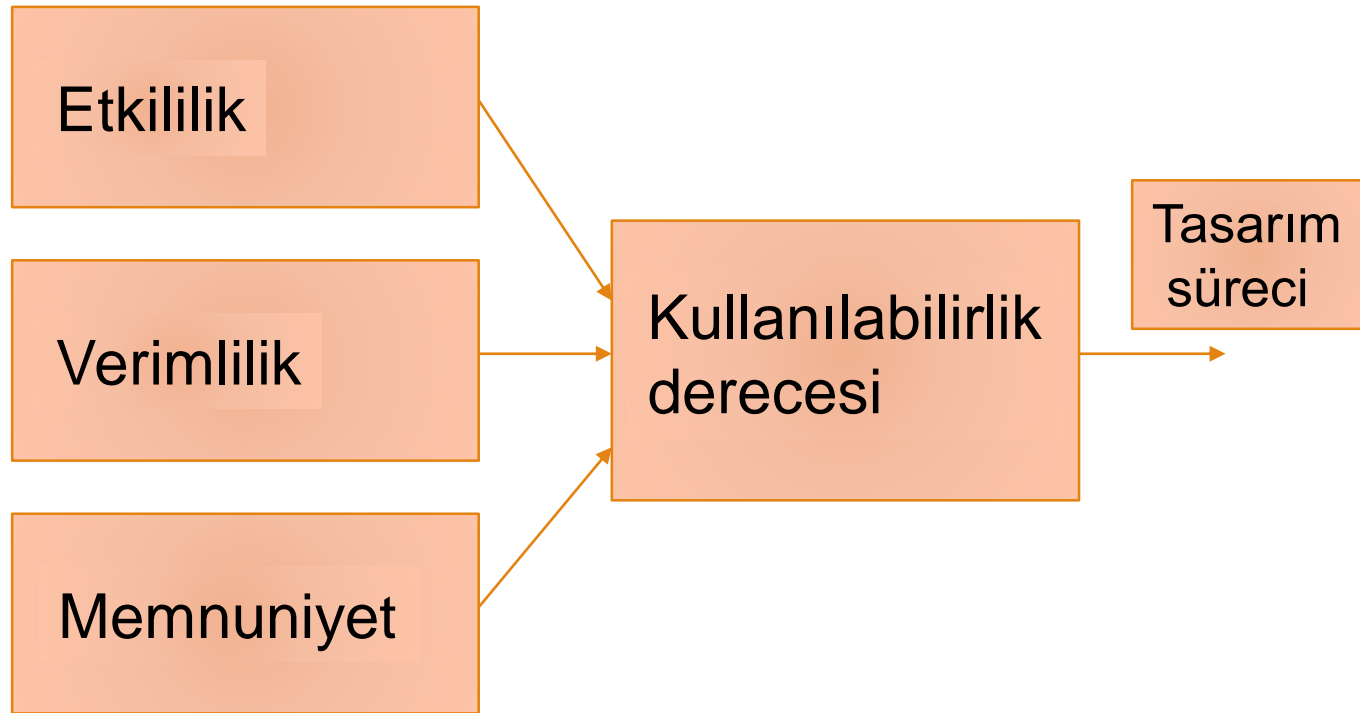 Etkililik
Verimlilik
Memnuniyet
Kullanılabilirlik
derecesi
Tasarım
süreci